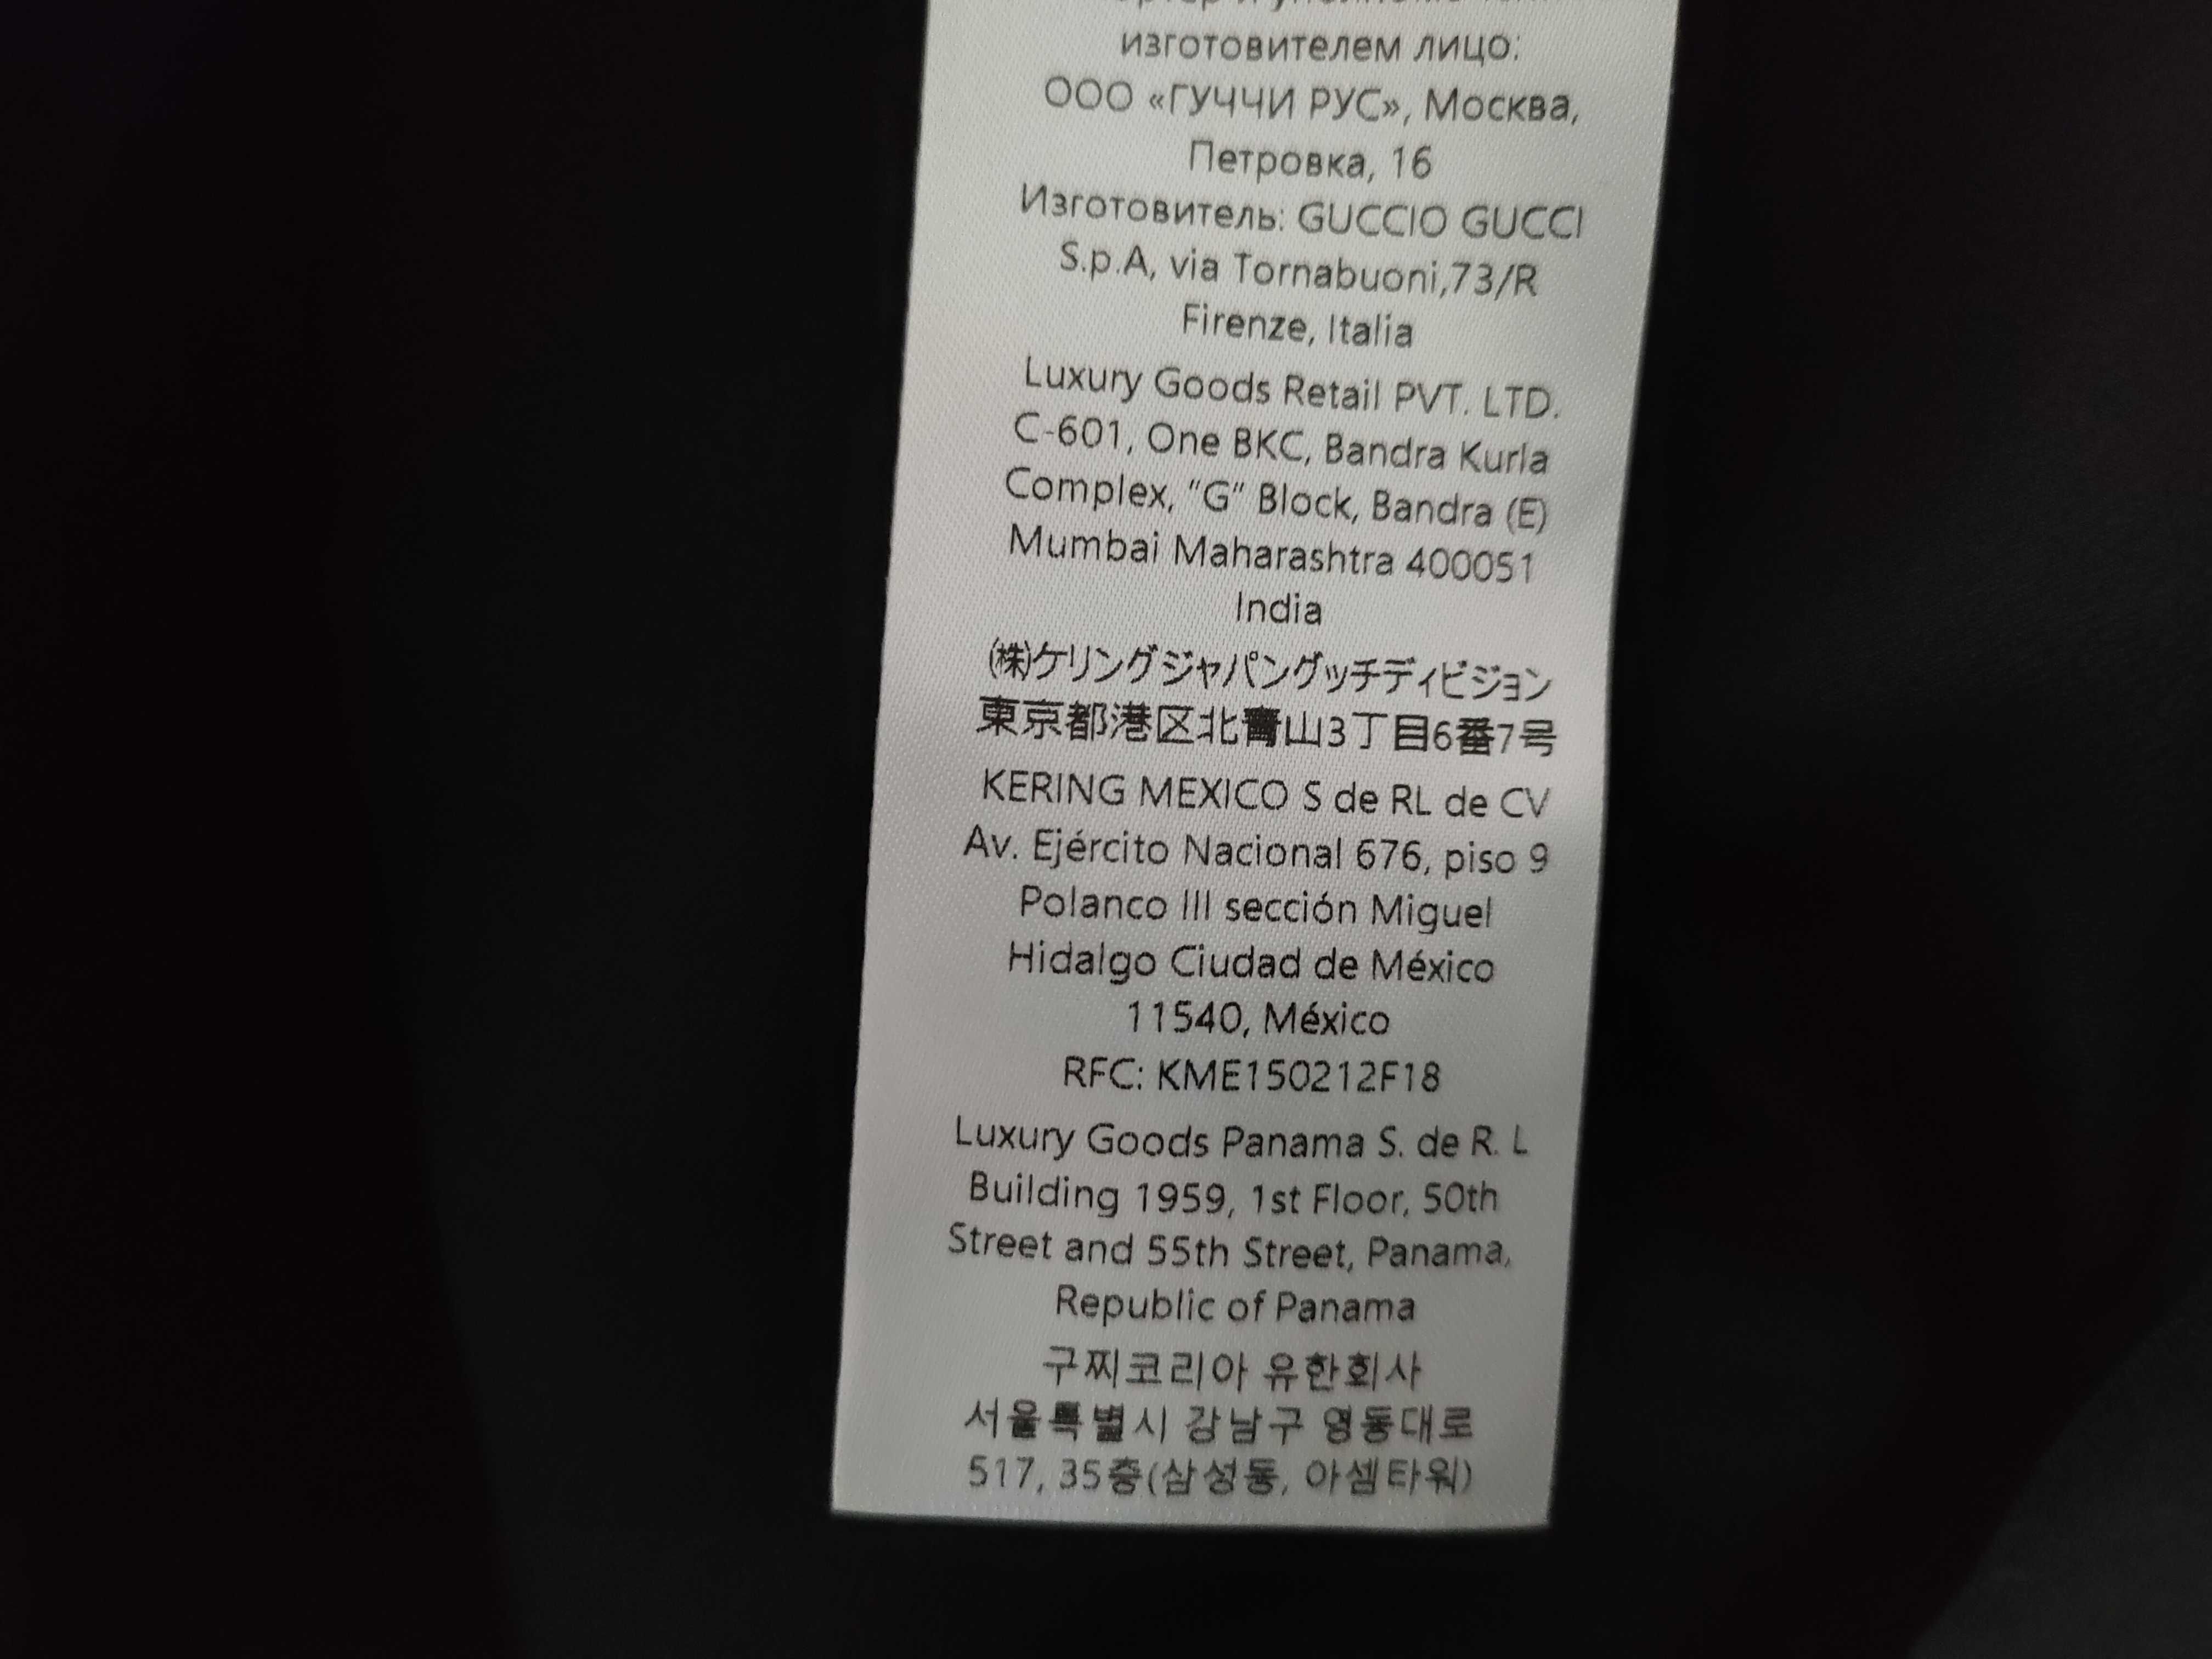 изготовителем лицо:
ООО «ГУЧЧИ РУС», Москва,
Петровка, 16
Изготовитель: GUCCIO GUCCI
S.p.A, via Tornabuoni,73/R
Firenze, Italia
Luxury Goods Retail PVT. LTD.
C-601, One BKC, Bandra Kurla
Complex, "G" Block, Bandra (E)
Mumbai Maharashtra 400051
India
(株)ケリングジャパングッチディビジョン
東京都港区北青山3丁目6番7号
KERING MEXICO S de RL de CV
Av. Ejército Nacional 676, piso 9
Polanco III sección Miguel
Hidalgo Ciudad de México
11540, México
RFC: KME150212F18
Luxury Goods Panama S. de R. L
Building 1959, 1st Floor, 50th
Street and 55th Street, Panama,
Republic of Panama
구찌코리아 유한회사
서울특별시 강남구 영동대로
517, 35층(삼성동, 아셈타워)